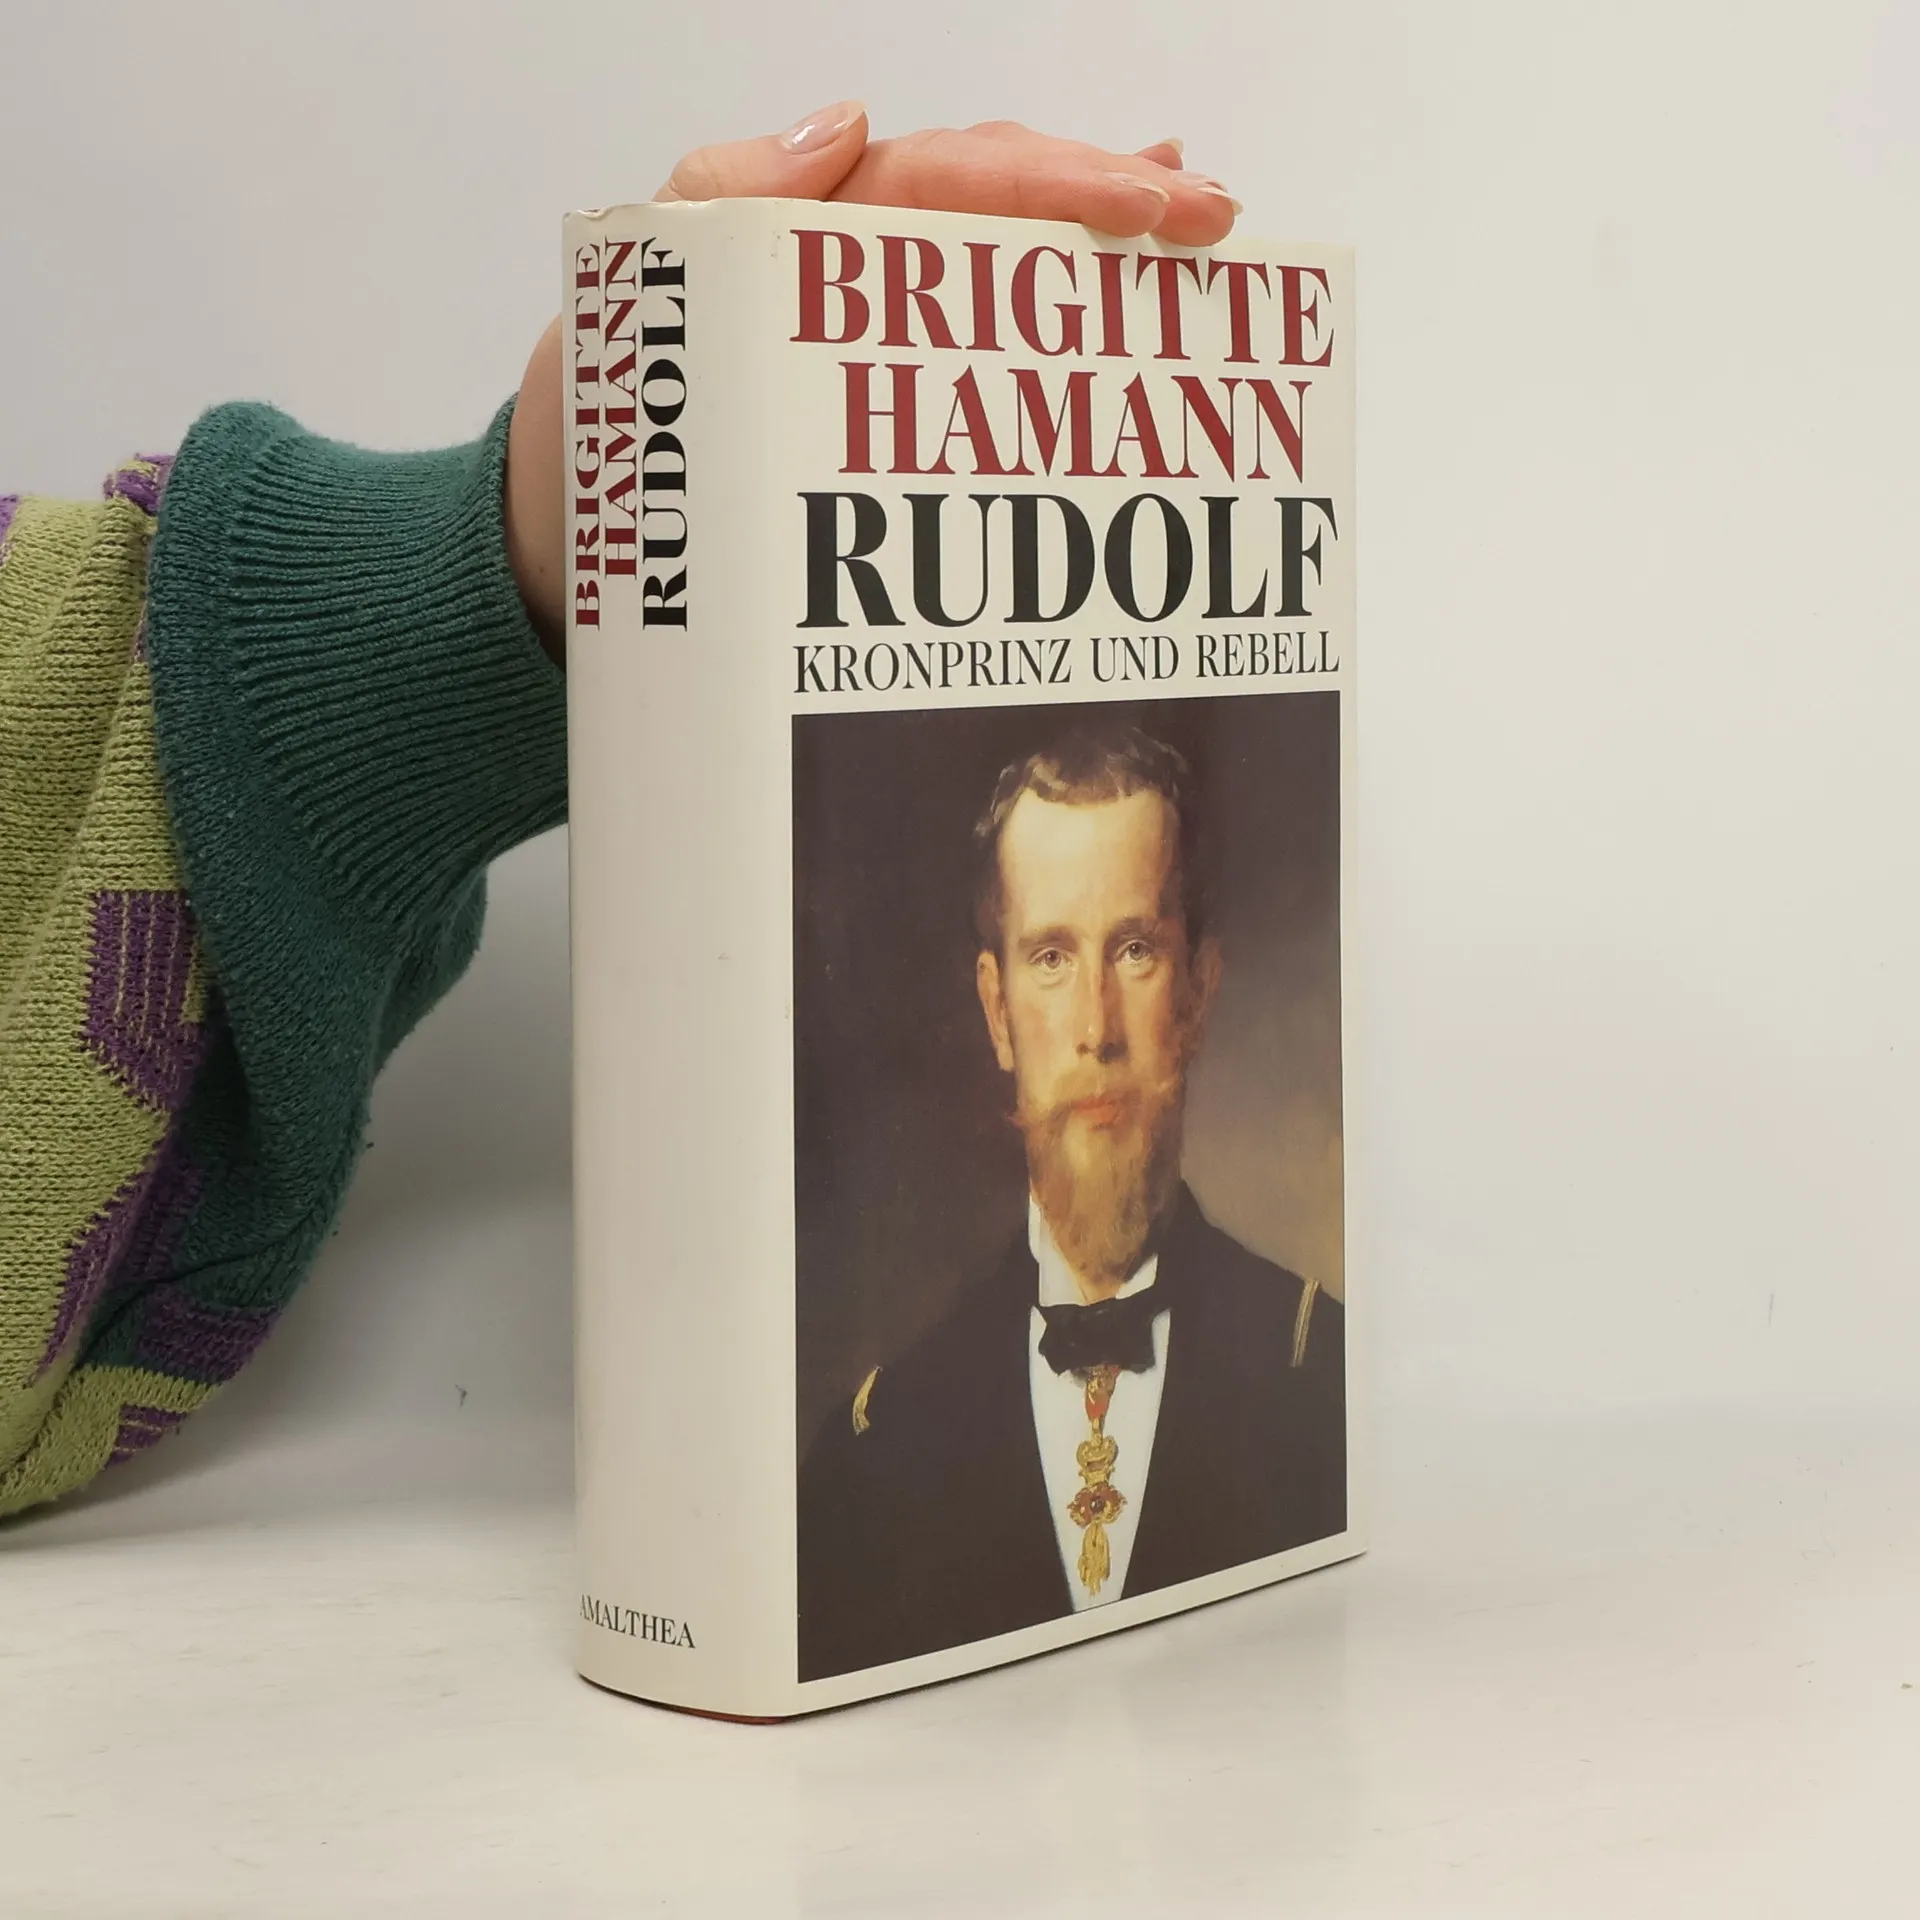 BRIGITTE
HAMANN
RUDOLF
AMALTHEA
BRIGITTE
HAMANN
RUDOLF
KRONPRINZ UND REBELL